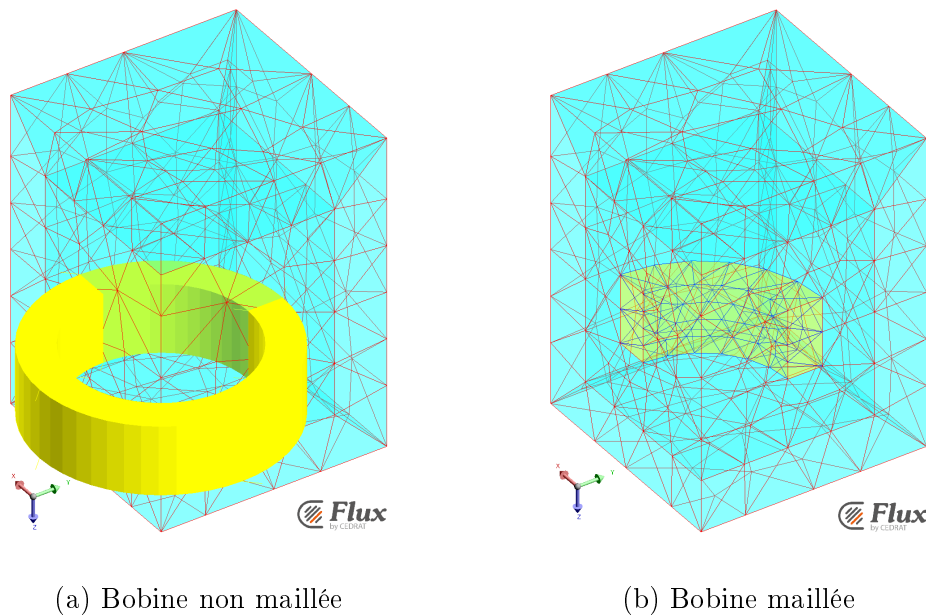 X
Y
Z
Flux
by CEDRAT
X
Y
Z
Flux
by CEDRAT
(a) Bobine non maillée
(b) Bobine maillée